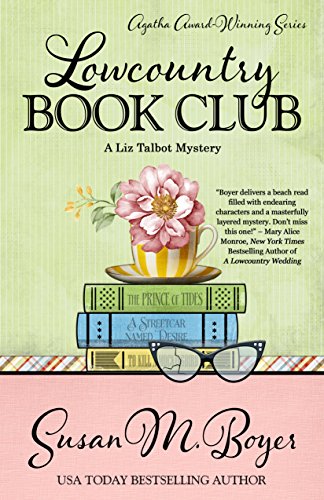 Agatha Award-Winning Series
Lowcountry
BOOK CLUB
A Liz Talbot Mystery
"Boyer delivers a beach read
filled with endearing
characters and a masterfully
layered mystery. Don't miss
this one!" – Mary Alice
Monroe, New York Times
Bestselling Author of
A Lowcountry Wedding
THE PRINCE OF TIDES
A STREETCAR
NAMED DESIRE
TO KILL
Susan M. Boyer
USA TODAY BESTSELLING AUTHOR